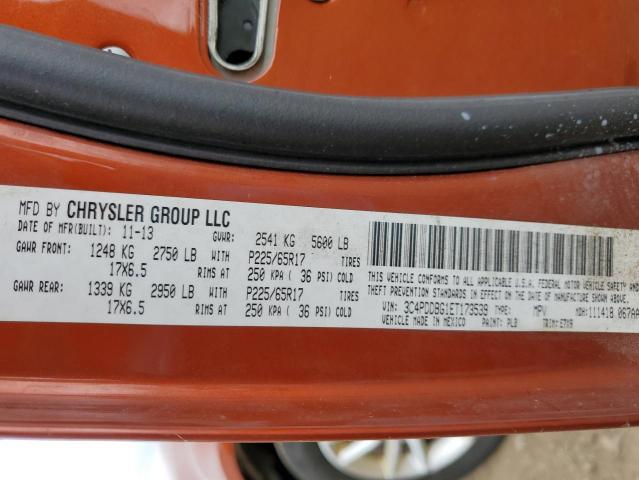 MFD BY CHRYSLER GROUP LLC
DATE OF MFR(BUILT): 11-13 GVWR: 2541 KG 5600 LB
GAWR FRONT: 1248 KG 2750 LB WITH P225/65R17 TIRES
17X6.5 RIMS AT 250 KPA ( 36 PSI) COLD
GAWR REAR: 1339 KG 2950 LB WITH P225/65R17 TIRES
17X6.5 RIMS AT 250 KPA ( 36 PSI) COLD
THIS VEHICLE CONFORMS TO ALL APPLICABLE U.S.A. FEDERAL MOTOR VEHICLE SAFETY AND
THEFT PREVENTION STANDARDS IN EFFECT ON THE DATE OF MANUFACTURE SHOWN ABOVE.
VIN: 3C4PDDBG1ET173539 TYPE: MPV MDH: 111418 067AA
VEHICLE MADE IN MEXICO PAINT: PLB TRIM: E7X9